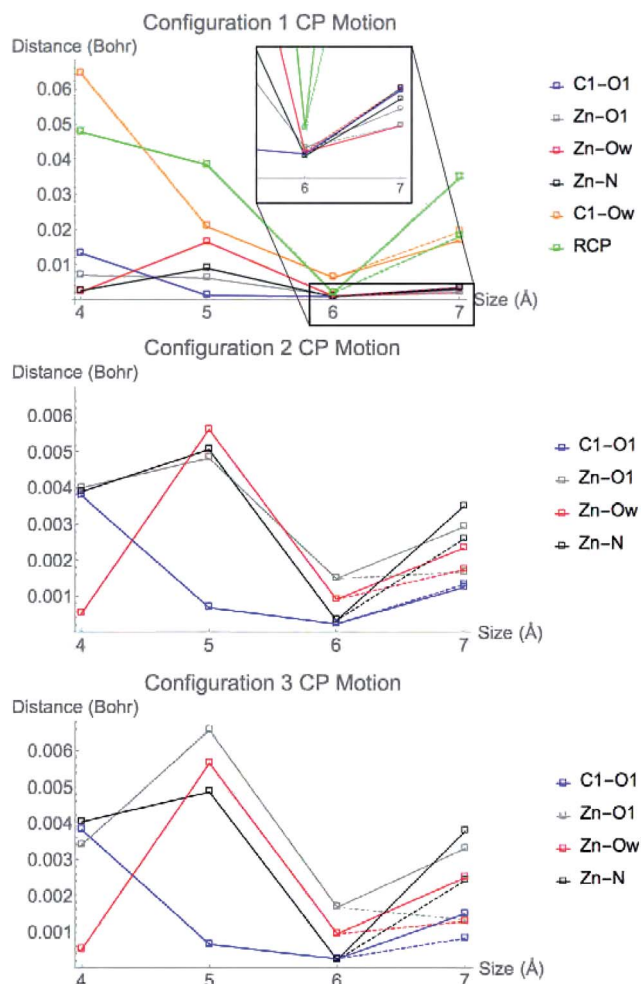 Configuration 1 CP Motion
Distance (Bohr)
0.06
0.05
0.04
0.03
0.02
0.01
4 5 6 7 Size (Å)
6 7
C1-O1
Zn-O1
Zn-Ow
Zn-N
C1-Ow
RCP
Configuration 2 CP Motion
Distance (Bohr)
0.006
0.005
0.004
0.003
0.002
0.001
4 5 6 7 Size (Å)
C1-O1
Zn-O1
Zn-Ow
Zn-N
Configuration 3 CP Motion
Distance (Bohr)
0.006
0.005
0.004
0.003
0.002
0.001
4 5 6 7 Size (Å)
C1-O1
Zn-O1
Zn-Ow
Zn-N